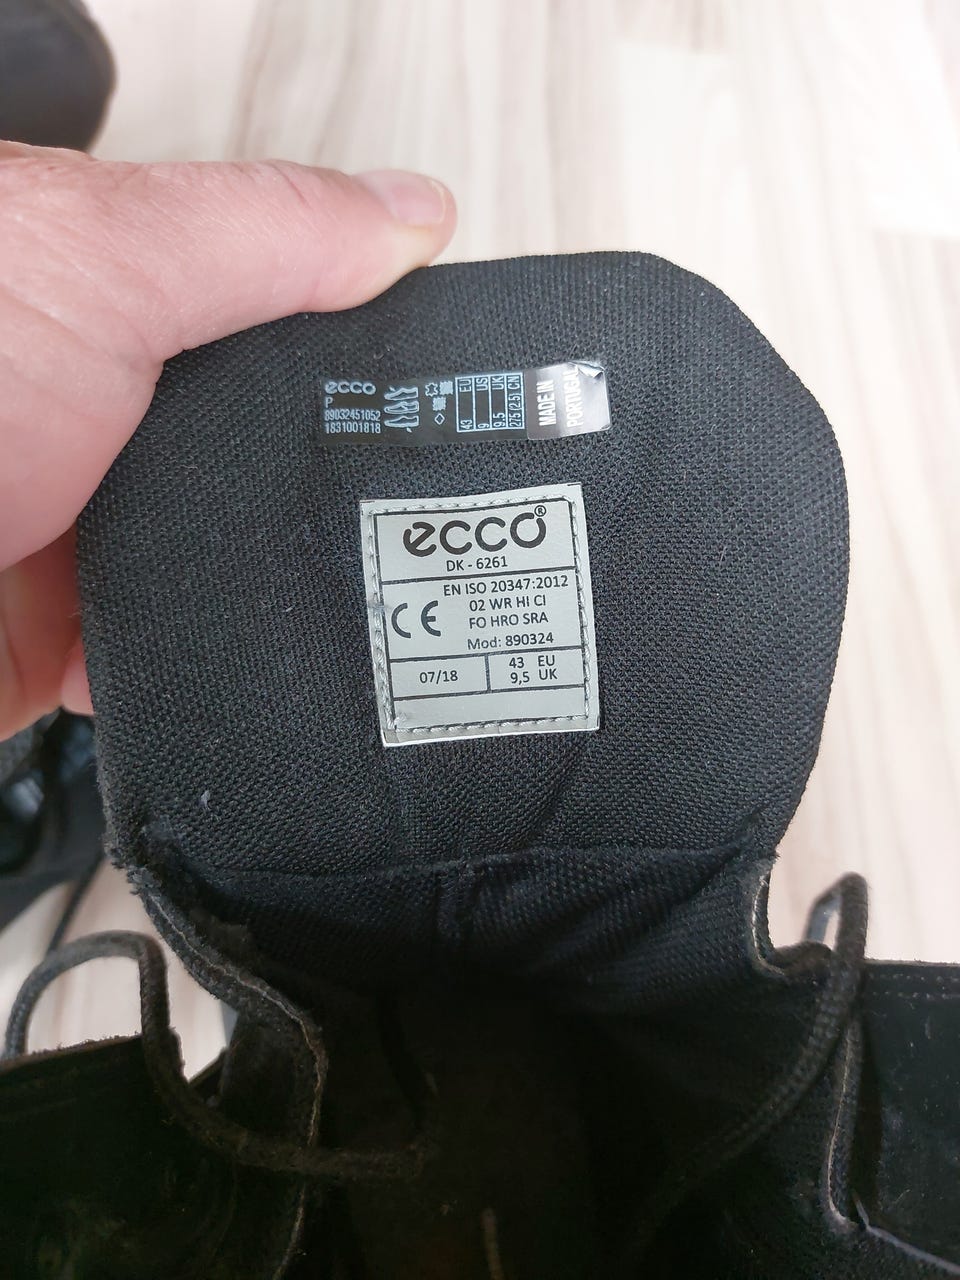 ecco
P
89032451052
1831001818
EU US UK CN
43 9 9.5 275 (2.5)
MADE IN
PORTUGAL
ecco®
DK - 6261
EN ISO 20347:2012
CE
02 WR HI CI
FO HRO SRA
Mod: 890324
07/18
43 EU
9,5 UK